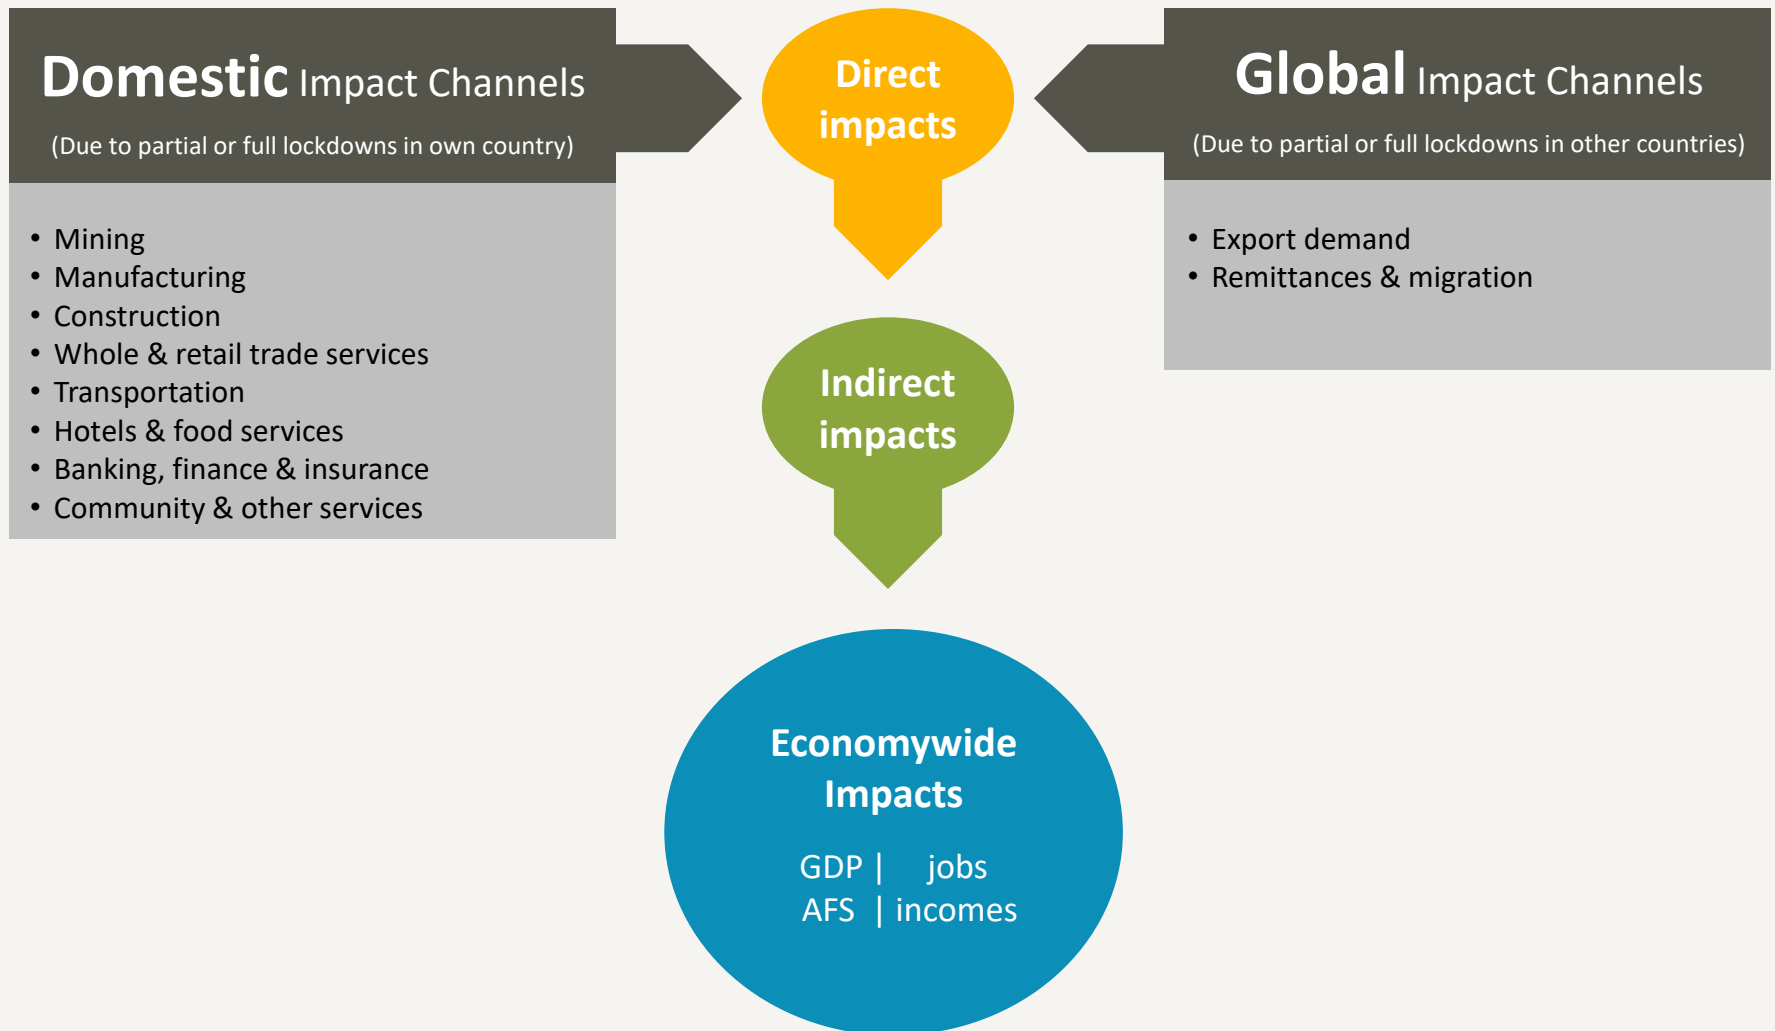 Domestic Impact Channels
(Due to partial or full lockdowns in own country)
• Mining
• Manufacturing
• Construction
• Whole & retail trade services
• Transportation
• Hotels & food services
• Banking, finance & insurance
• Community & other services
Direct
impacts
Indirect
impacts
Economywide
Impacts
GDP | jobs
AFS | incomes
Global Impact Channels
(Due to partial or full lockdowns in other countries)
• Export demand
• Remittances & migration